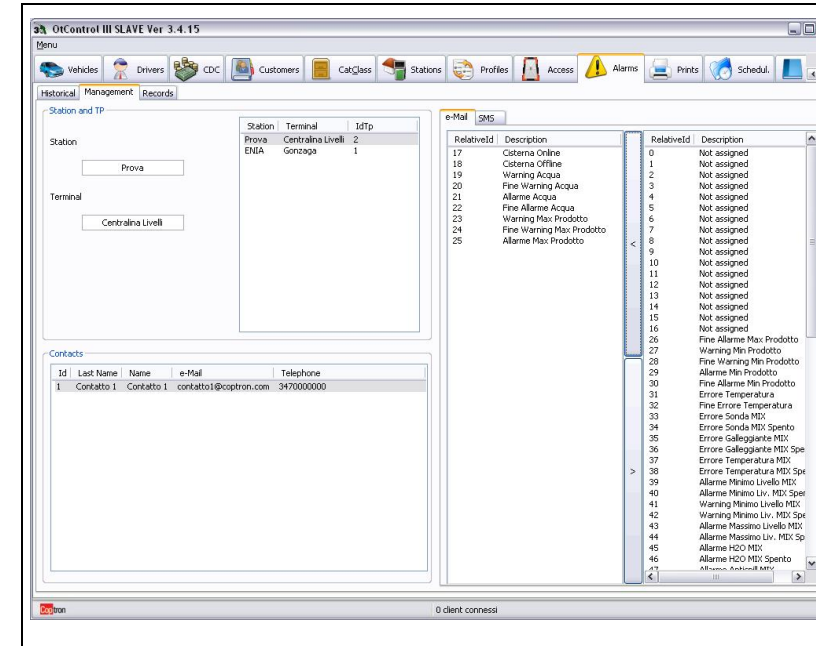 OtControl III SLAVE Ver 3.4.15
Menu
Vehicles Drivers CDC Customers CatClass Stations Profiles Access Alarms Prints Schedul.
Historical Management Records
Station and TP
Station
Prova
Terminal
Centralina Livelli
Station Terminal IdTp
Prova Centralina Livelli 2
ENIA Gonzaga 1
Contacts
Id Last Name Name e-Mail Telephone
1 Contatto 1 Contatto 1 contatto1@coptron.com 3470000000
e-Mail SMS
RelativeId Description
17 Cisterna Online
18 Cisterna Offline
19 Warning Acqua
20 Fine Warning Acqua
21 Allarme Acqua
22 Fine Allarme Acqua
23 Warning Max Prodotto
24 Fine Warning Max Prodotto
25 Allarme Max Prodotto
<
>
RelativeId Description
0 Not assigned
1 Not assigned
2 Not assigned
3 Not assigned
4 Not assigned
5 Not assigned
6 Not assigned
7 Not assigned
8 Not assigned
9 Not assigned
10 Not assigned
11 Not assigned
12 Not assigned
13 Not assigned
14 Not assigned
15 Not assigned
16 Not assigned
26 Fine Allarme Max Prodotto
27 Warning Min Prodotto
28 Fine Warning Min Prodotto
29 Allarme Min Prodotto
30 Fine Allarme Min Prodotto
31 Errore Temperatura
32 Fine Errore Temperatura
33 Errore Sonda MIX
34 Errore Sonda MIX Spento
35 Errore Galleggiante MIX
36 Errore Galleggiante MIX Spe
37 Errore Temperatura MIX
38 Errore Temperatura MIX Spe
39 Allarme Minimo Livello MIX
40 Allarme Minimo Liv. MIX Spen
41 Warning Minimo Livello MIX
42 Warning Minimo Liv. MIX Spe
43 Allarme Massimo Livello MIX
44 Allarme Massimo Liv. MIX Sp
45 Allarme H2O MIX
46 Allarme H2O MIX Spento
47 Allarme Antispill MIX
Coptron
0 client connessi